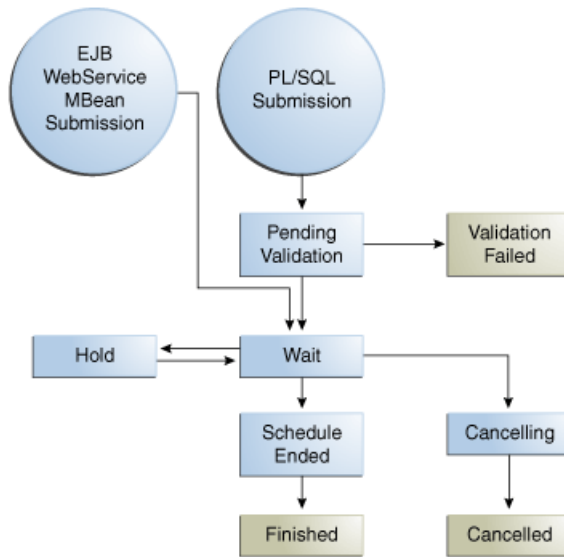 EJB
WebService
MBean
Submission
PL/SQL
Submission
Pending
Validation
Validation
Failed
Hold
Wait
Schedule
Ended
Cancelling
Finished
Cancelled